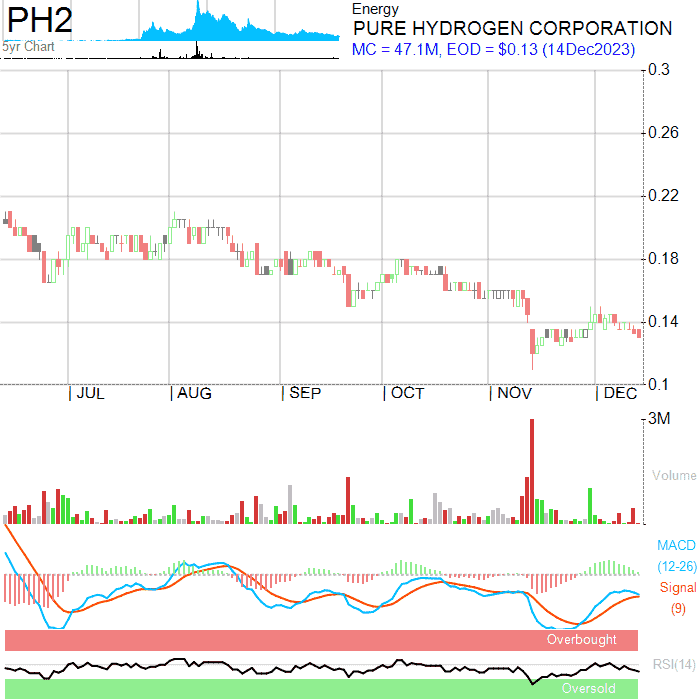 PH2
5yr Chart
Energy
PURE HYDROGEN CORPORATION
MC = 47.1M, EOD = $0.13 (14Dec2023)
0.3
0.26
0.22
0.18
0.14
0.1
JUL AUG SEP OCT NOV DEC
3M
Volume
MACD
(12-26)
Signal
(9)
Overbought
RSI(14)
Oversold